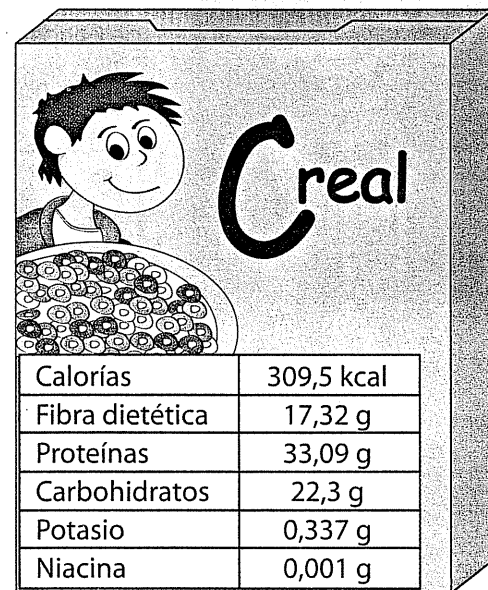 Creal
Calorías 309,5 kcal
Fibra dietética 17,32 g
Proteínas 33,09 g
Carbohidratos 22,3 g
Potasio 0,337 g
Niacina 0,001 g